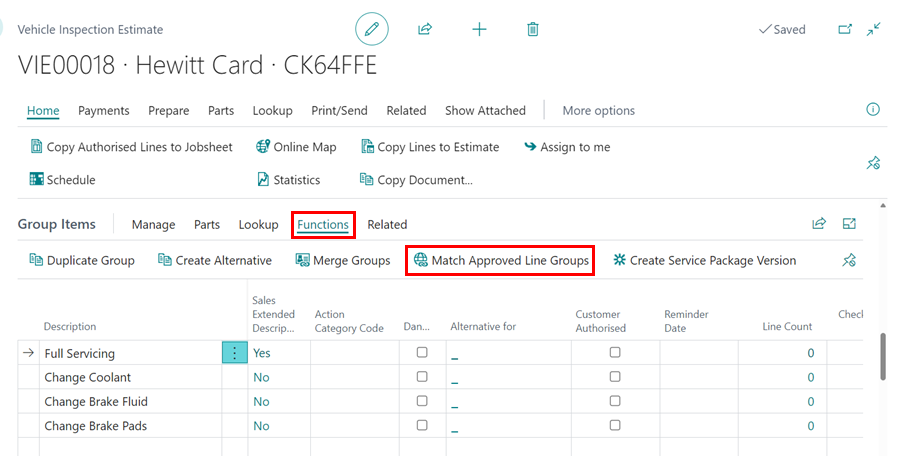 Vehicle Inspection Estimate
Saved
VIE00018 · Hewitt Card · CK64FFE
Home Payments Prepare Parts Lookup Print/Send Related Show Attached More options
Copy Authorised Lines to Jobsheet Online Map Copy Lines to Estimate Assign to me
Schedule Statistics Copy Document...
Group Items Manage Parts Lookup Functions Related
Duplicate Group Create Alternative Merge Groups Match Approved Line Groups Create Service Package Version
Description Sales Extended Descrip... Action Category Code Dan... Alternative for Customer Authorised Reminder Date Line Count Check
Full Servicing Yes _ 0
Change Coolant No _ 0
Change Brake Fluid No _ 0
Change Brake Pads No _ 0